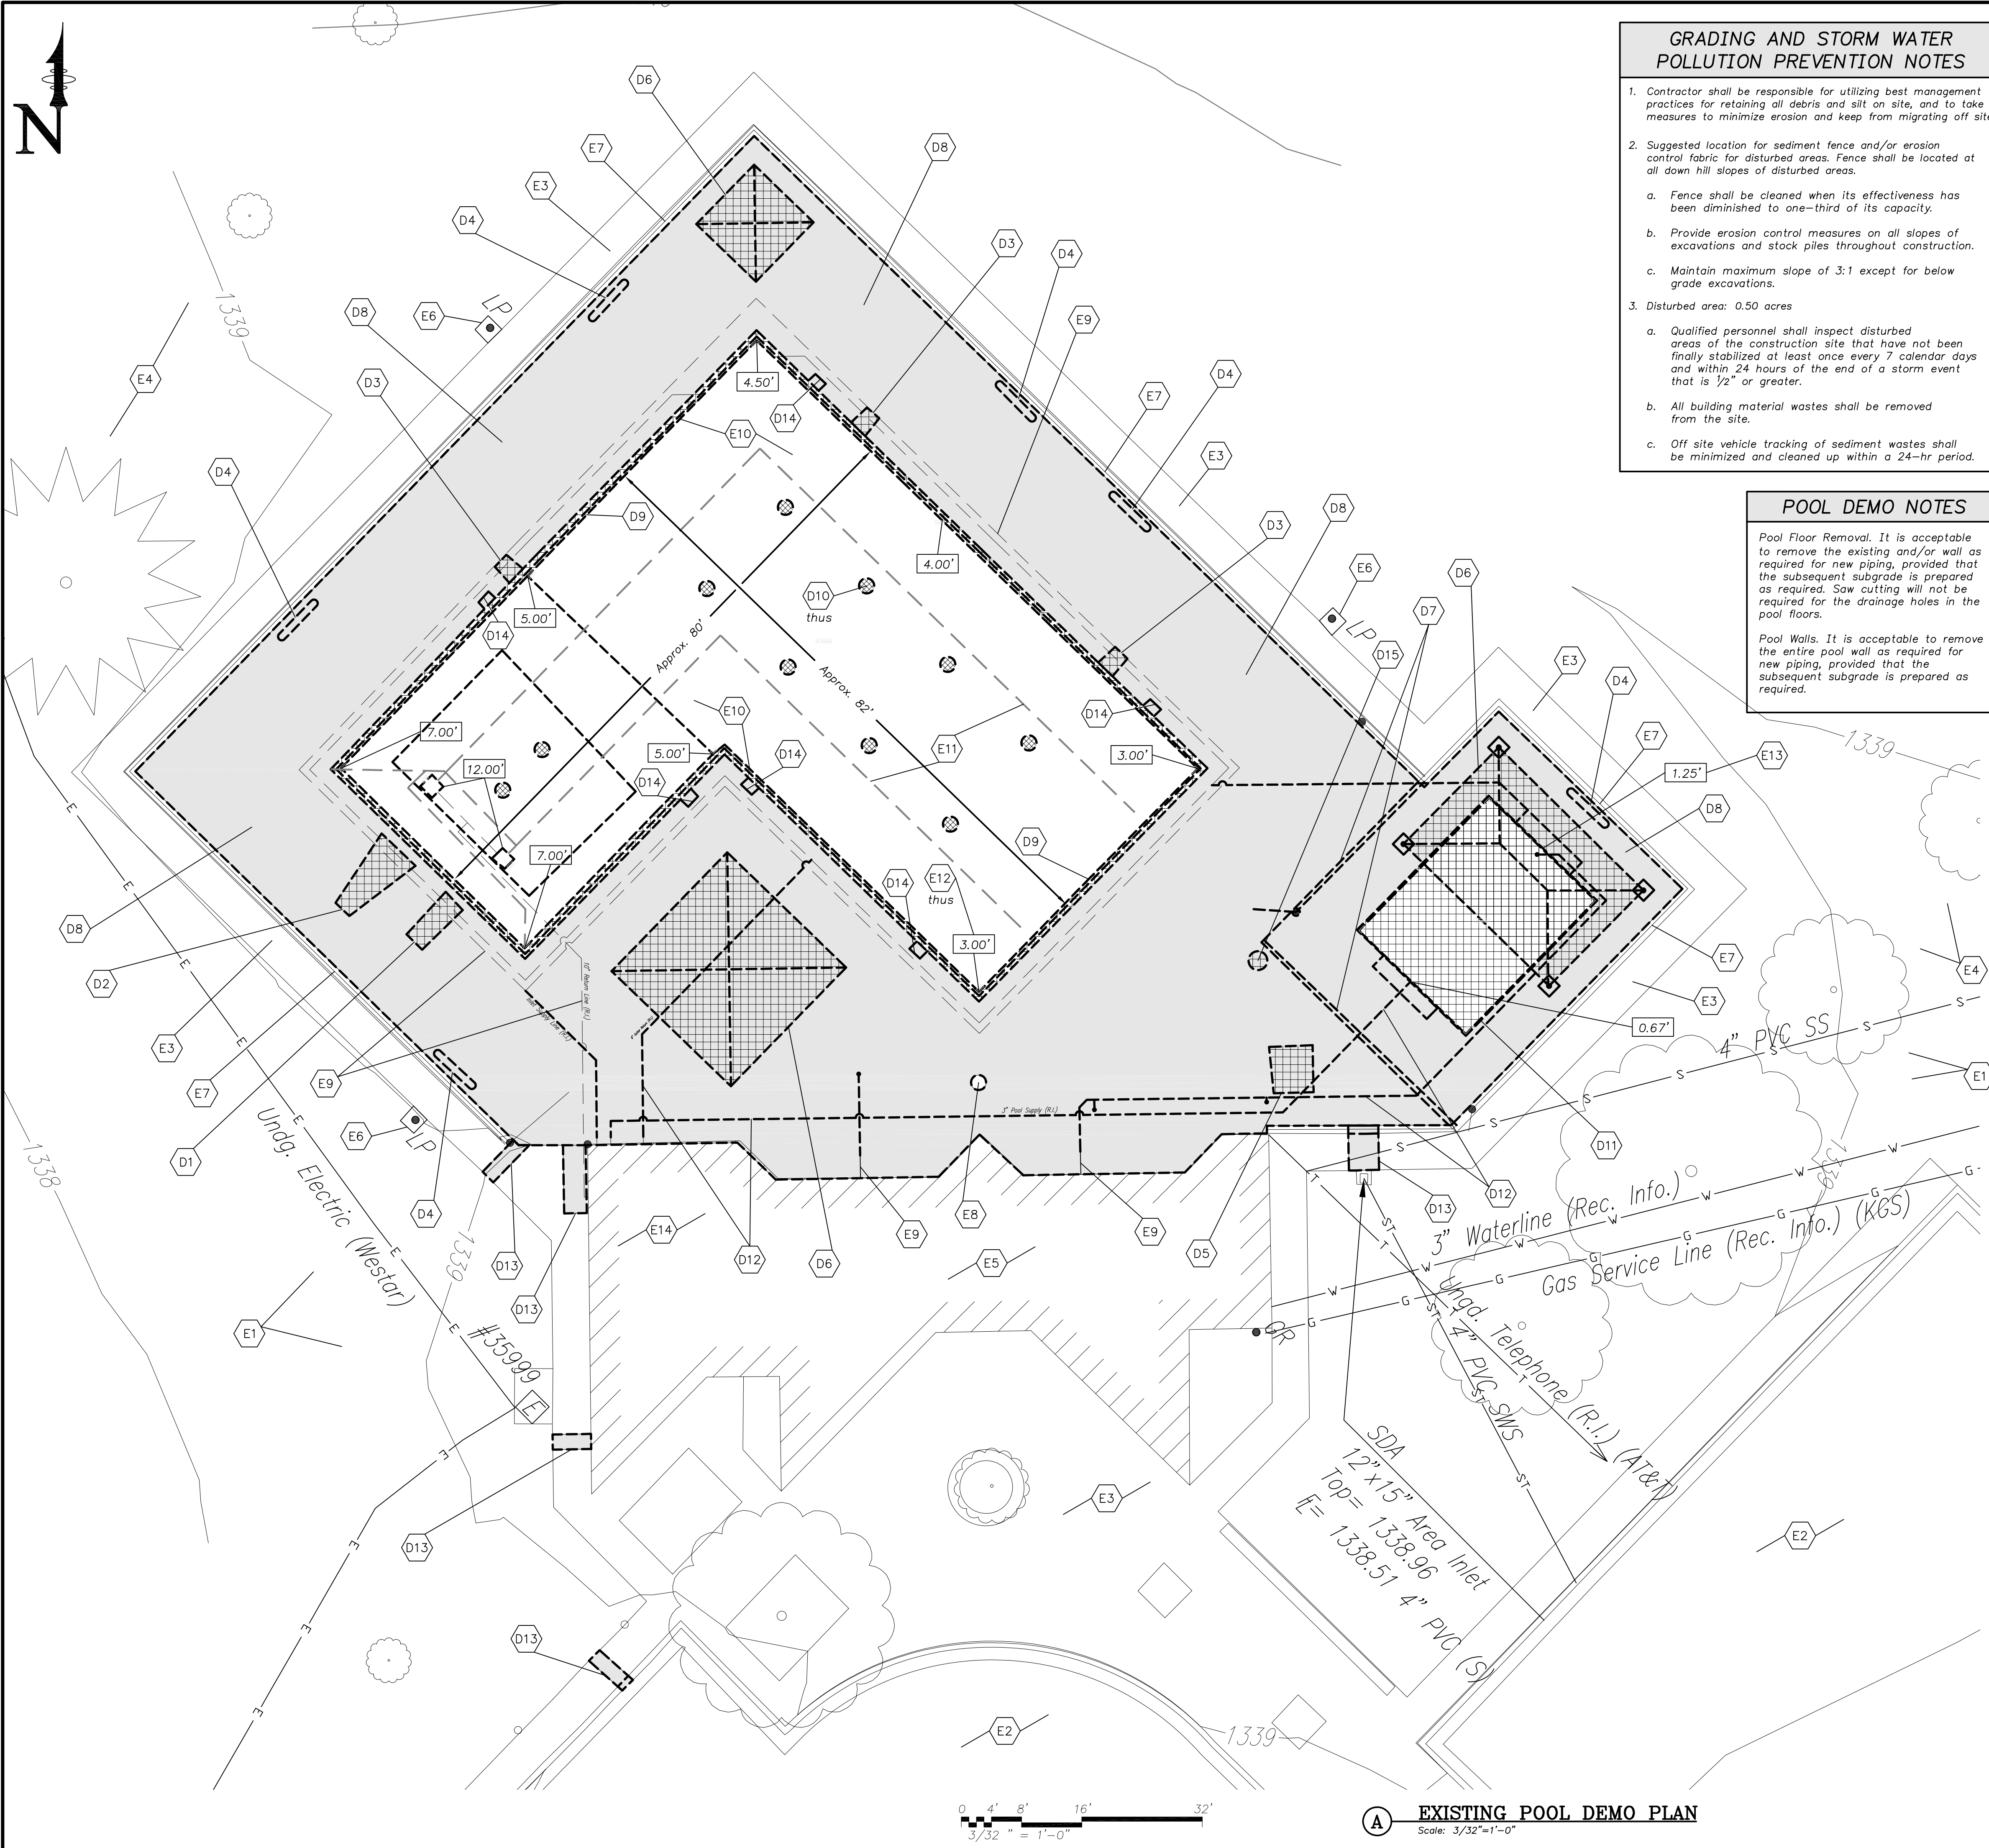 N
GRADING AND STORM WATER
POLLUTION PREVENTION NOTES
1. Contractor shall be responsible for utilizing best management
practices for retaining all debris and silt on site, and to take
measures to minimize erosion and keep from migrating off
2. Suggested location for sediment fence and/or erosion
control fabric for disturbed areas. Fence shall be located at
all down hill slopes of disturbed areas.
a. Fence shall be cleaned when its effectiveness has
been diminished to one-third of its capacity.
b. Provide erosion control measures on all slopes of
excavations and stock piles throughout construction.
c. Maintain maximum slope of 3:1 except for below
grade excavations.
3. Disturbed area: 0.50 acres
a. Qualified personnel shall inspect disturbed
areas of the construction site that have not been
finally stabilized at least once every 7 calendar days
and within 24 hours of the end of a storm event
that is 1/2" or greater.
b. All building material wastes shall be removed
from the site.
c. Off site vehicle tracking of sediment wastes shall
be minimized and cleaned up within a 24-hr period.
POOL DEMO NOTES
Pool Floor Removal. It is acceptable
to remove the existing and/or wall as
required for new piping, provided that
the subsequent subgrade is prepared
as required. Saw cutting will not be
required for the drainage holes in the
pool floors.
Pool Walls. It is acceptable to remove
the entire pool wall as required for
new piping, provided that the
subsequent subgrade is prepared as
required.
D6
E7
D8
E3
D4
D3
D4
1339
LP
E6
D8
E9
E4
D3
4.50'
D14
D4
E7
E10
E3
D4
D9
D3
D8
4.00'
E6
D6
D10
thus
5.00'
D14
D7
LP
D15
Approx. 80'
Approx. 82'
E3
D4
E10
D14
7.00'
5.00'
E11
3.00'
E7
1339
12.00'
D14
D14
1.25'
E13
D8
D9
7.00'
D14
E12
thus
D8
3.00'
E7
E4
D2
E3
0.67'
10" Return Line (R.I.)
4" PVC SS
E3
E7
E9
3" Pool Supply (R.I.)
E1
E6
LP
D1
D11
1338
Undg. Electric (Westar)
D4
1339
D12
D13
1339
E14
D12
D6
E9
E8
E5
E9
D5
3" Waterline (Rec. Info.)
Gas Service Line (Rec. Info.) (KGS)
D13
D13
E1
GR
#35999
E
Undg. Telephone (R.I.) (AT&T)
4" PVC SWS
SDA
12"x15" Area Inlet
Top= 1338.96
FL= 1338.51 4" PVC (S)
E3
E2
D13
D13
E2
1339
0 4' 8' 16' 32'
3/32 " = 1'-0"
A
EXISTING POOL DEMO PLAN
Scale: 3/32"=1'-0"